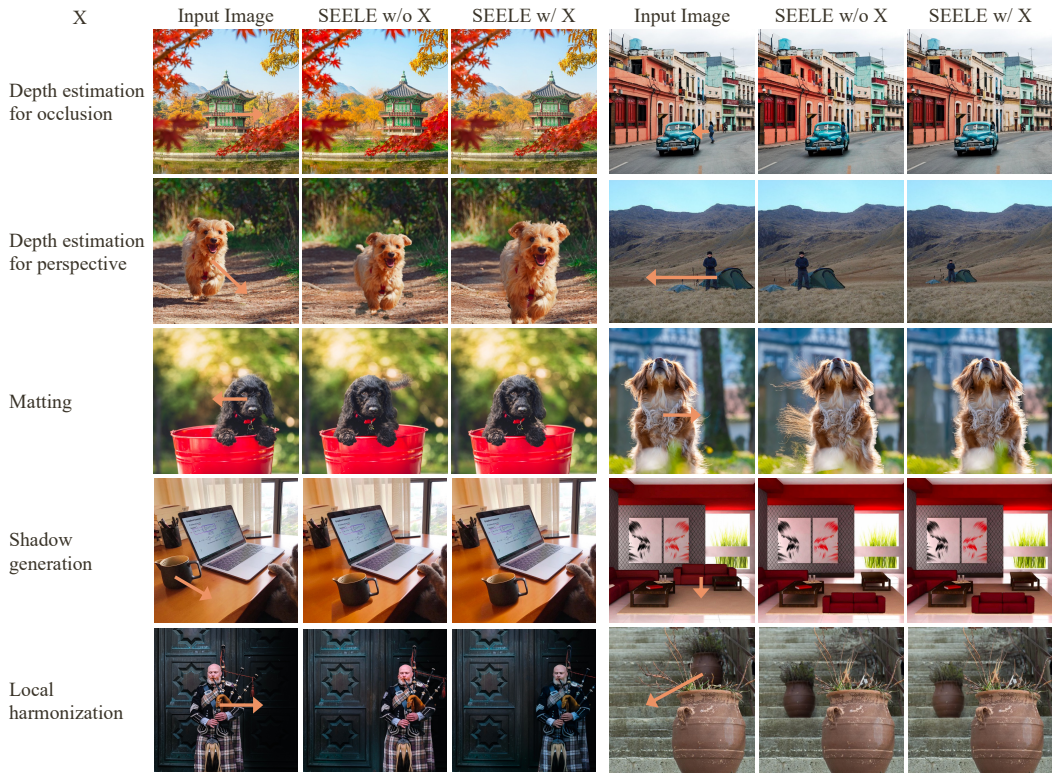 X Input Image SEELE w/o X SEELE w/ X Input Image SEELE w/o X SEELE w/ X
Depth estimation
for occlusion
Depth estimation
for perspective
Matting
Shadow
generation
Local
harmonization